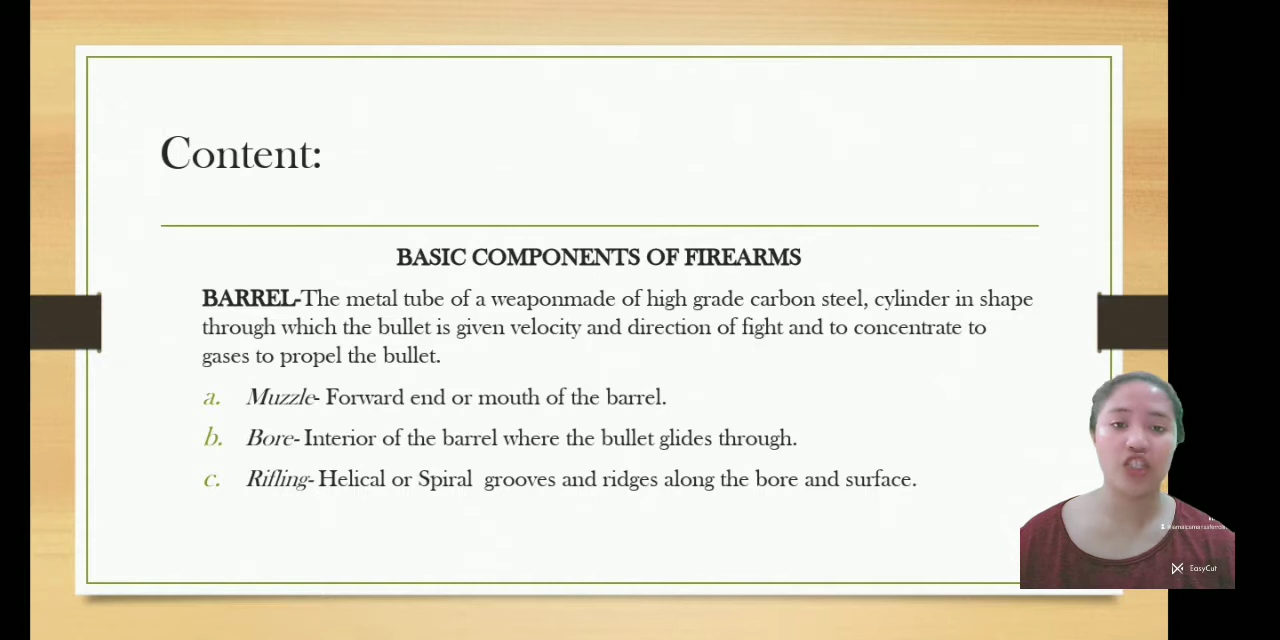 Content:
BASIC COMPONENTS OF FIREARMS
BARREL-The metal tube of a weaponmade of high grade carbon steel, cylinder in shape
through which the bullet is given velocity and direction of fight and to concentrate to
gases to propel the bullet.
a. Muzzle- Forward end or mouth of the barrel.
b. Bore- Interior of the barrel where the bullet glides through.
c. Rifling- Helical or Spiral grooves and ridges along the bore and surface.
EasyCut